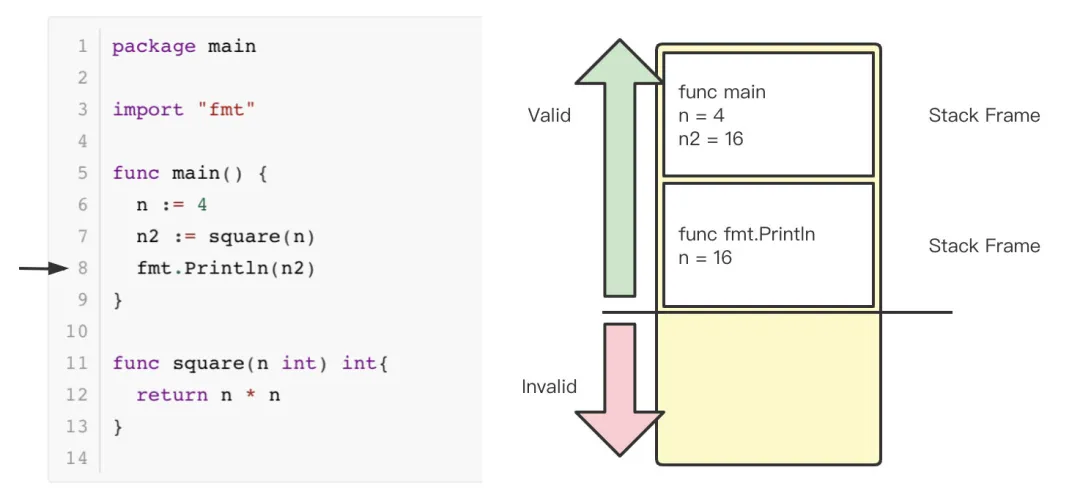 1 package main
2
3 import "fmt"
4
5 func main() {
6   n := 4
7   n2 := square(n)
8   fmt.Println(n2)
9 }
10
11 func square(n int) int{
12   return n * n
13 }
14
Valid
func main
n = 4
n2 = 16
Stack Frame
func fmt.Println
n = 16
Stack Frame
Invalid